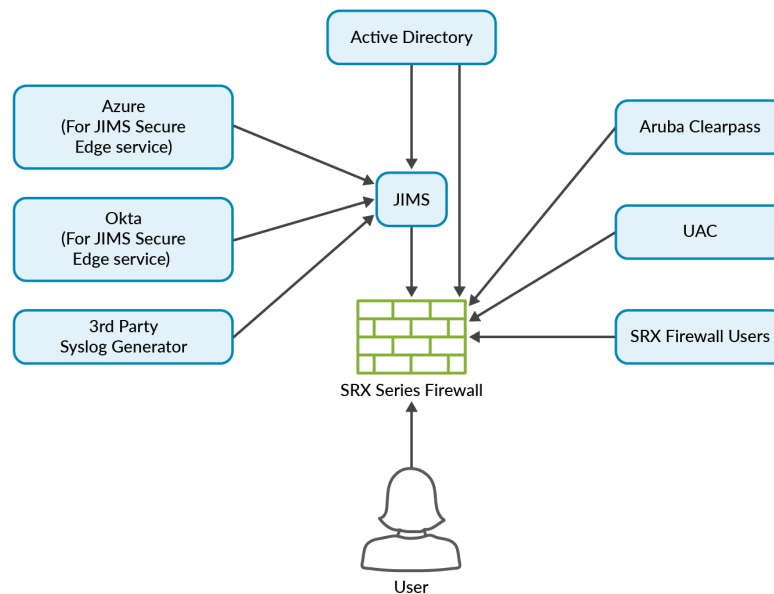 Active Directory
Azure
(For JIMS Secure
Edge service)
Aruba Clearpass
JIMS
Okta
(For JIMS Secure
Edge service)
UAC
3rd Party
Syslog Generator
SRX Firewall Users
SRX Series Firewall
User